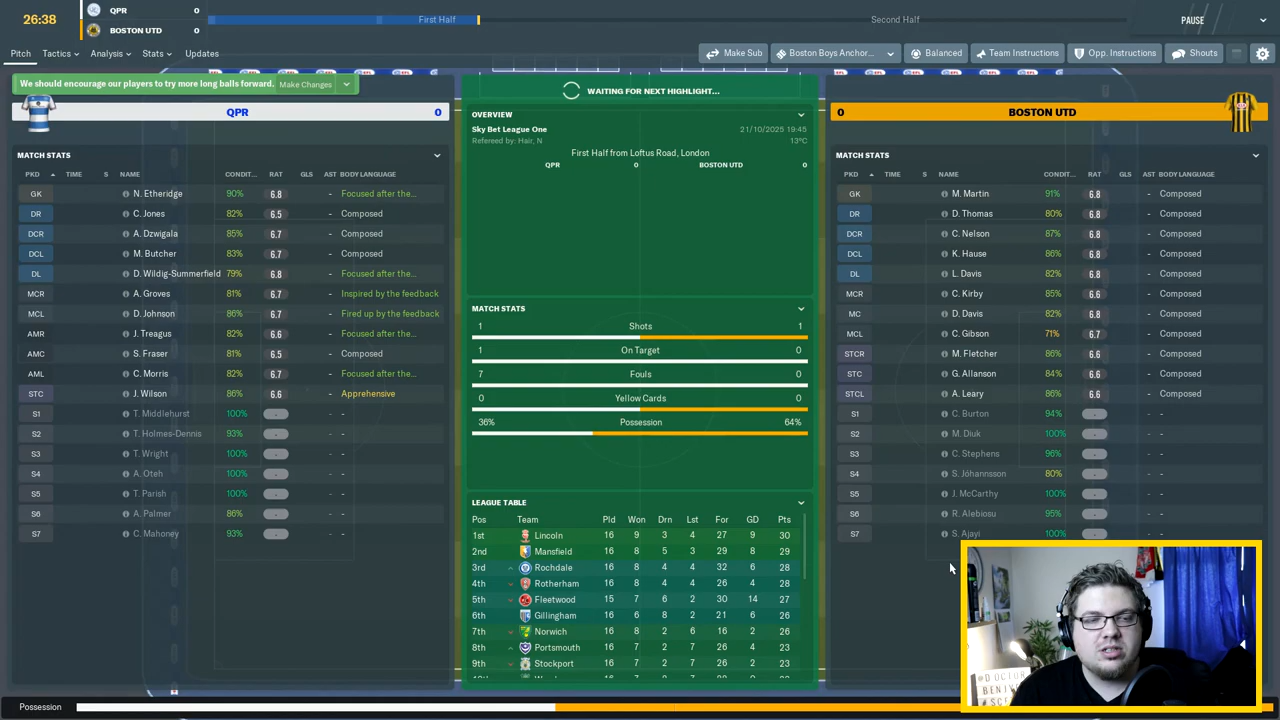 26:38
QPR 0
BOSTON UTD 0
First Half
Second Half
PAUSE
Pitch Tactics Analysis Stats Updates
Make Sub Boston Boys Anchor... Balanced Team Instructions Opp. Instructions Shouts
We should encourage our players to try more long balls forward. Make Changes
QPR 0
MATCH STATS
PKD TIME S NAME CONDIT... RAT GLS AST BODY LANGUAGE
GK N. Etheridge 90% 6.8 - Focused after the...
DR C. Jones 82% 6.5 - Composed
DCR A. Dzwigala 85% 6.7 - Composed
DCL M. Butcher 83% 6.7 - Composed
DL D. Wildig-Summerfield 79% 6.8 - Focused after the...
MCR A. Groves 81% 6.7 - Inspired by the feedback
MCL D. Johnson 86% 6.7 - Fired up by the feedback
AMR J. Treagus 82% 6.6 - Focused after the...
AMC S. Fraser 81% 6.5 - Composed
AML C. Morris 82% 6.7 - Focused after the...
STC J. Wilson 86% 6.6 - Apprehensive
S1 T. Middlehurst 100% - - -
S2 T. Holmes-Dennis 93% - - -
S3 T. Wright 100% - - -
S4 A. Oteh 100% - - -
S5 T. Parish 100% - - -
S6 A. Palmer 86% - - -
S7 C. Mahoney 93% - - -
WAITING FOR NEXT HIGHLIGHT...
OVERVIEW
Sky Bet League One 21/10/2025 19:45
Refereed by: Hair, N 13°C
First Half from Loftus Road, London
QPR 0 BOSTON UTD 0
MATCH STATS
1 Shots 1
1 On Target 0
7 Fouls 0
0 Yellow Cards 0
36% Possession 64%
LEAGUE TABLE
Pos Team Pld Won Drn Lst For GD Pts
1st Lincoln 16 9 3 4 27 9 30
2nd Mansfield 16 8 5 3 29 8 29
3rd Rochdale 16 8 4 4 32 6 28
4th Rotherham 16 8 4 4 26 4 28
5th Fleetwood 15 7 6 2 30 14 27
6th Gillingham 16 6 8 2 21 6 26
7th Norwich 16 8 2 6 16 2 26
8th Portsmouth 16 7 2 7 26 4 23
9th Stockport 16 7 2 7 26 2 23
0 BOSTON UTD
MATCH STATS
PKD TIME S NAME CONDIT... RAT GLS AST BODY LANGUAGE
GK M. Martin 91% 6.8 - Composed
DR D. Thomas 80% 6.8 - Composed
DCR C. Nelson 87% 6.8 - Composed
DCL K. Hause 86% 6.8 - Composed
DL L. Davis 82% 6.8 - Composed
MCR C. Kirby 85% 6.6 - Composed
MC D. Davis 82% 6.8 - Composed
MCL C. Gibson 71% 6.7 - Composed
STCR M. Fletcher 86% 6.6 - Composed
STC G. Allanson 84% 6.6 - Composed
STCL A. Leary 86% 6.6 - Composed
S1 C. Burton 94% - - -
S2 M. Diuk 100% - - -
S3 C. Stephens 96% - - -
S4 S. Jóhannsson 80% - - -
S5 J. McCarthy 100% - - -
S6 R. Alebiosu 95% - - -
S7 S. Ajayi 100% - - -
Possession